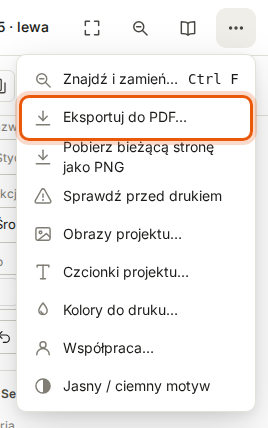 5 · lewa
Znajdź i zamień... Ctrl F
Eksportuj do PDF...
Pobierz bieżącą stronę
jako PNG
Sprawdź przed drukiem
Obrazy projektu...
Czcionki projektu...
Kolory do druku...
Współpraca...
Jasny / ciemny motyw